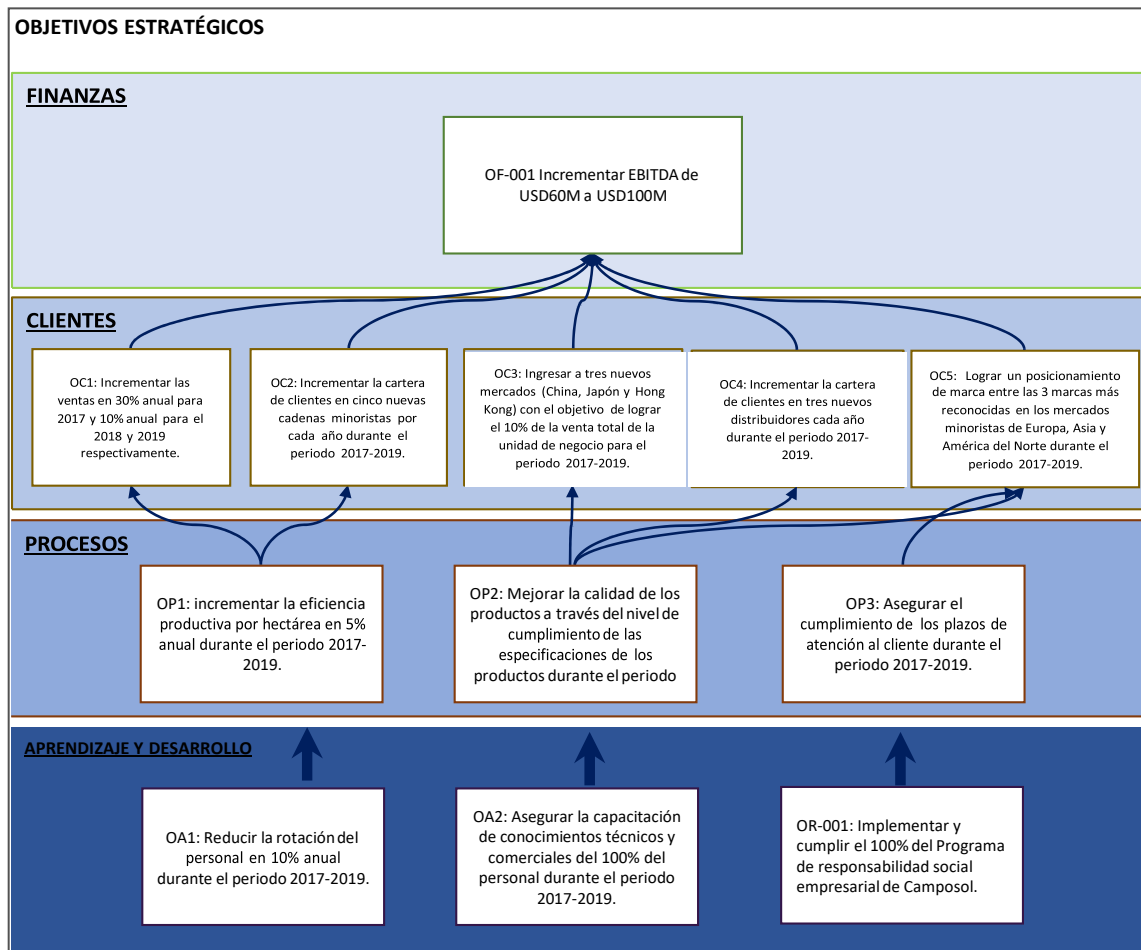 OBJETIVOS ESTRATÉGICOS
FINANZAS
OF-001 Incrementar EBITDA de
USD60M a USD100M
CLIENTES
OC1: Incrementar las
ventas en 30% anual para
2017 y 10% anual para el
2018 y 2019
respectivamente.
OC2: Incrementar la cartera
de clientes en cinco nuevas
cadenas minoristas por
cada año durante el
periodo 2017-2019.
OC3: Ingresar a tres nuevos
mercados (China, Japón y Hong
Kong) con el objetivo de lograr
el 10% de la venta total de la
unidad de negocio para el
periodo 2017-2019.
OC4: Incrementar la cartera
de clientes en tres nuevos
distribuidores cada año
durante el periodo 2017-
2019.
OC5: Lograr un posicionamiento
de marca entre las 3 marcas más
reconocidas en los mercados
minoristas de Europa, Asia y
América del Norte durante el
periodo 2017-2019.
PROCESOS
OP1: incrementar la eficiencia
productiva por hectárea en 5%
anual durante el periodo 2017-
2019.
OP2: Mejorar la calidad de los
productos a través del nivel de
cumplimiento de las
especificaciones de los
productos durante el periodo
OP3: Asegurar el
cumplimiento de los plazos de
atención al cliente durante el
periodo 2017-2019.
APRENDIZAJE Y DESARROLLO
OA1: Reducir la rotación del
personal en 10% anual
durante el periodo 2017-2019.
OA2: Asegurar la capacitación
de conocimientos técnicos y
comerciales del 100% del
personal durante el periodo
2017-2019.
OR-001: Implementar y
cumplir el 100% del Programa
de responsabilidad social
empresarial de Camposol.